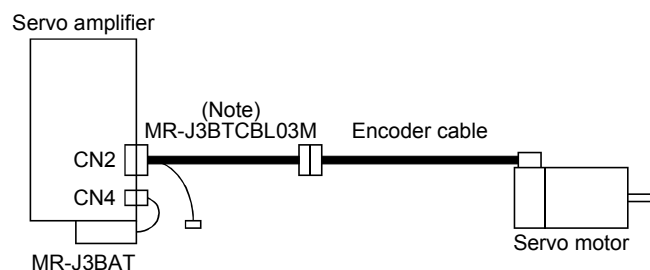 Servo amplifier
(Note)
MR-J3BTCBL03M
Encoder cable
CN2
CN4
MR-J3BAT
Servo motor